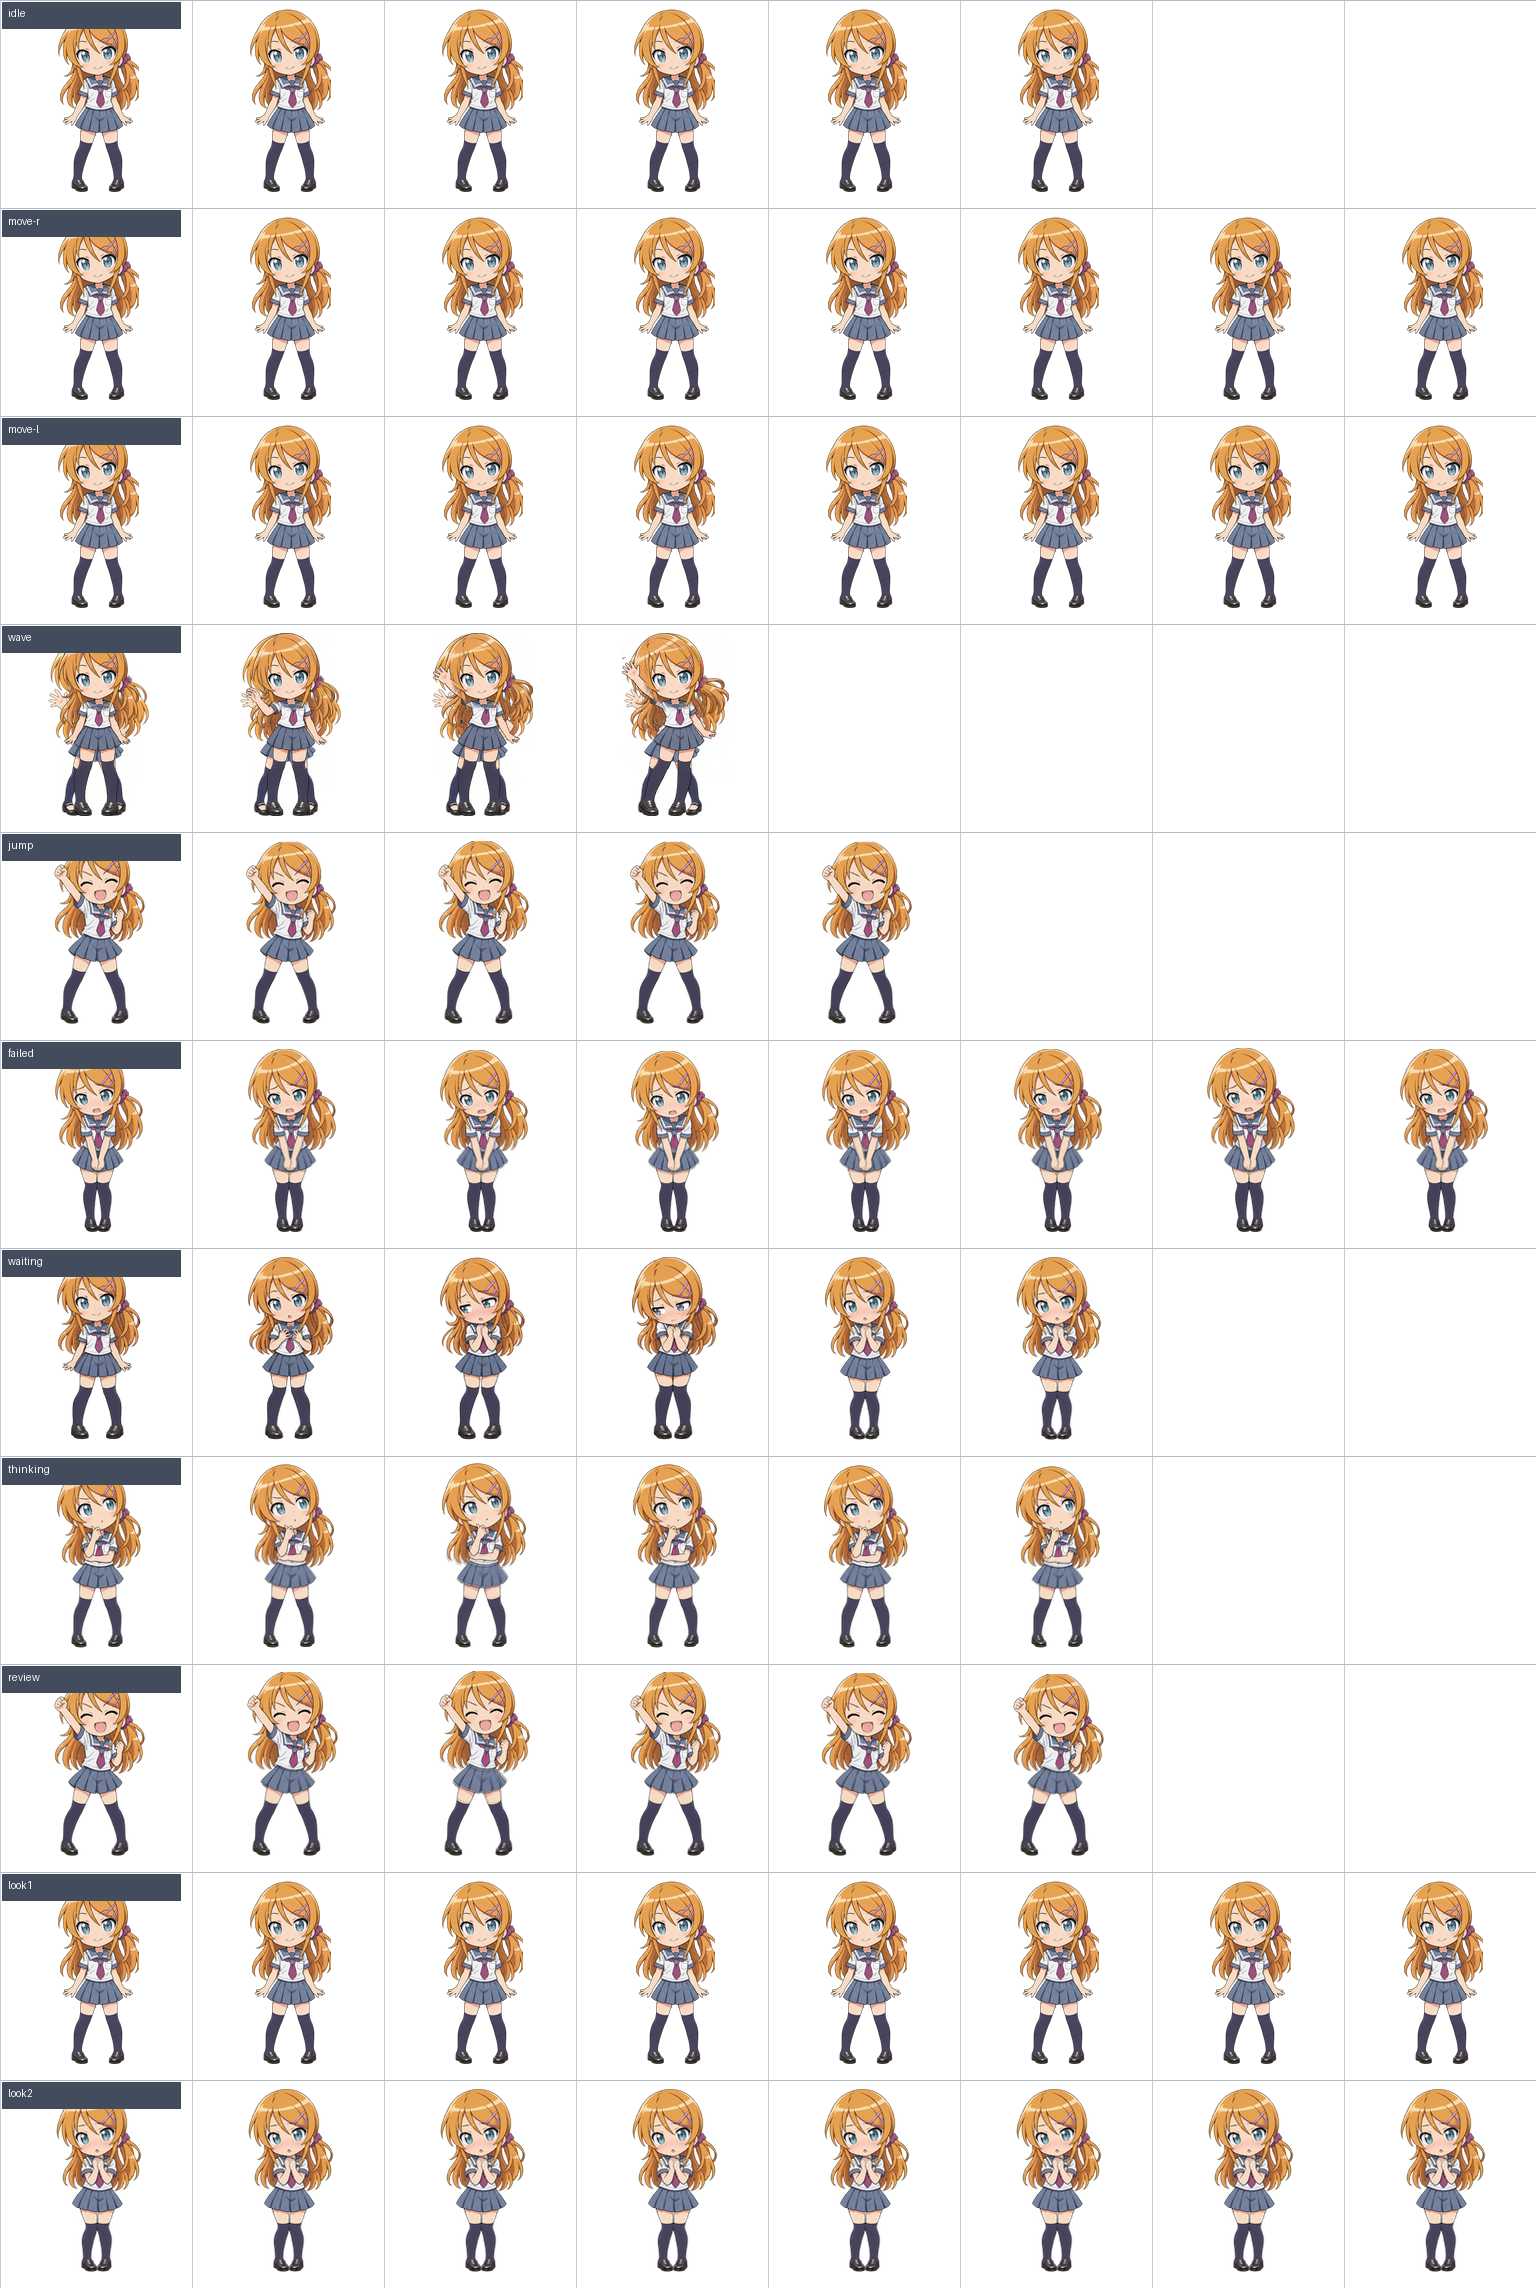 idle
move-r
move-l
wave
jump
failed
waiting
thinking
review
look1
look2